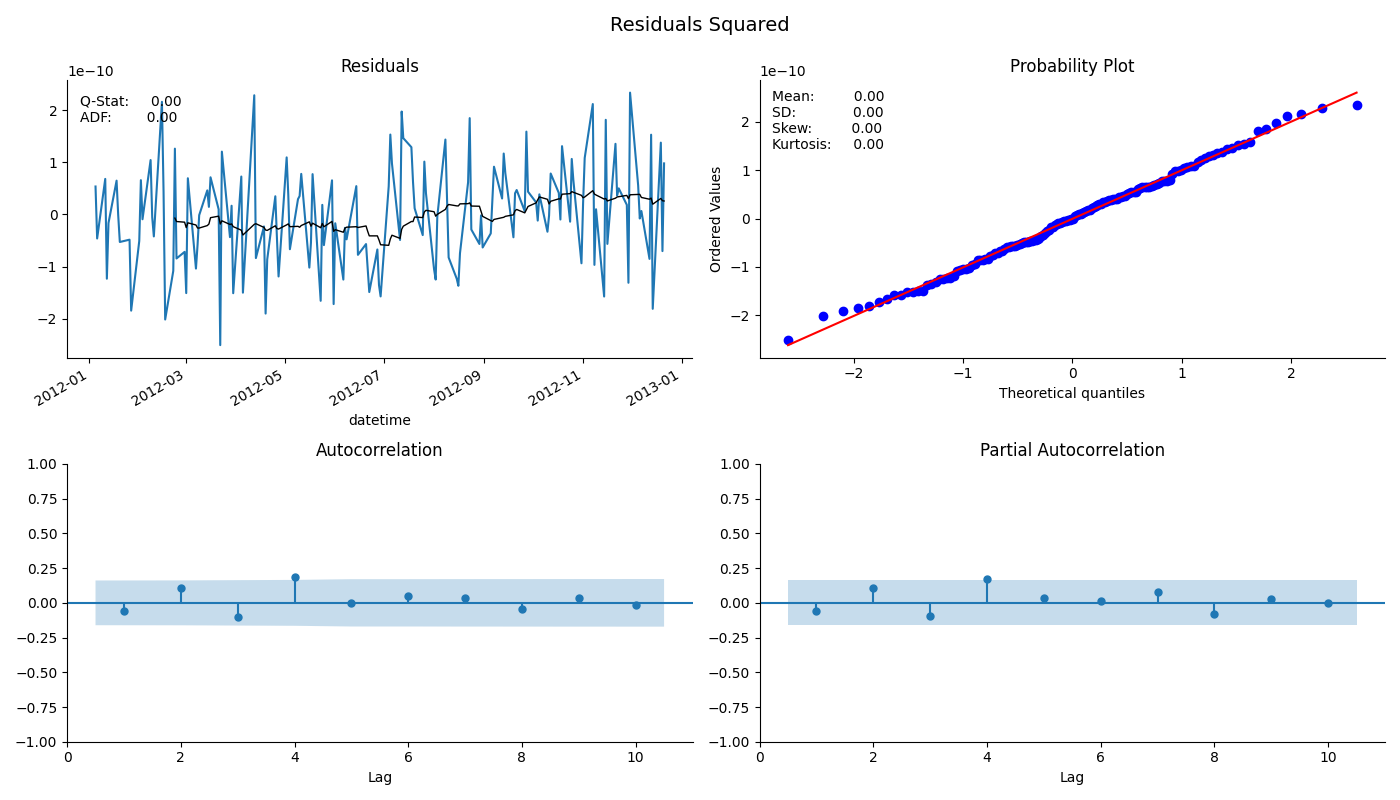 Residuals Squared
Residuals
1e−10
Q-Stat: 0.00
ADF: 0.00
2
1
0
−1
−2
2012-01
2012-03
2012-05
2012-07
2012-09
2012-11
2013-01
datetime
Probability Plot
1e−10
Mean: 0.00
SD: 0.00
Skew: 0.00
Kurtosis: 0.00
Ordered Values
2
1
0
−1
−2
−2
−1
0
1
2
Theoretical quantiles
Autocorrelation
1.00
0.75
0.50
0.25
0.00
−0.25
−0.50
−0.75
−1.00
0
2
4
6
8
10
Lag
Partial Autocorrelation
1.00
0.75
0.50
0.25
0.00
−0.25
−0.50
−0.75
−1.00
0
2
4
6
8
10
Lag